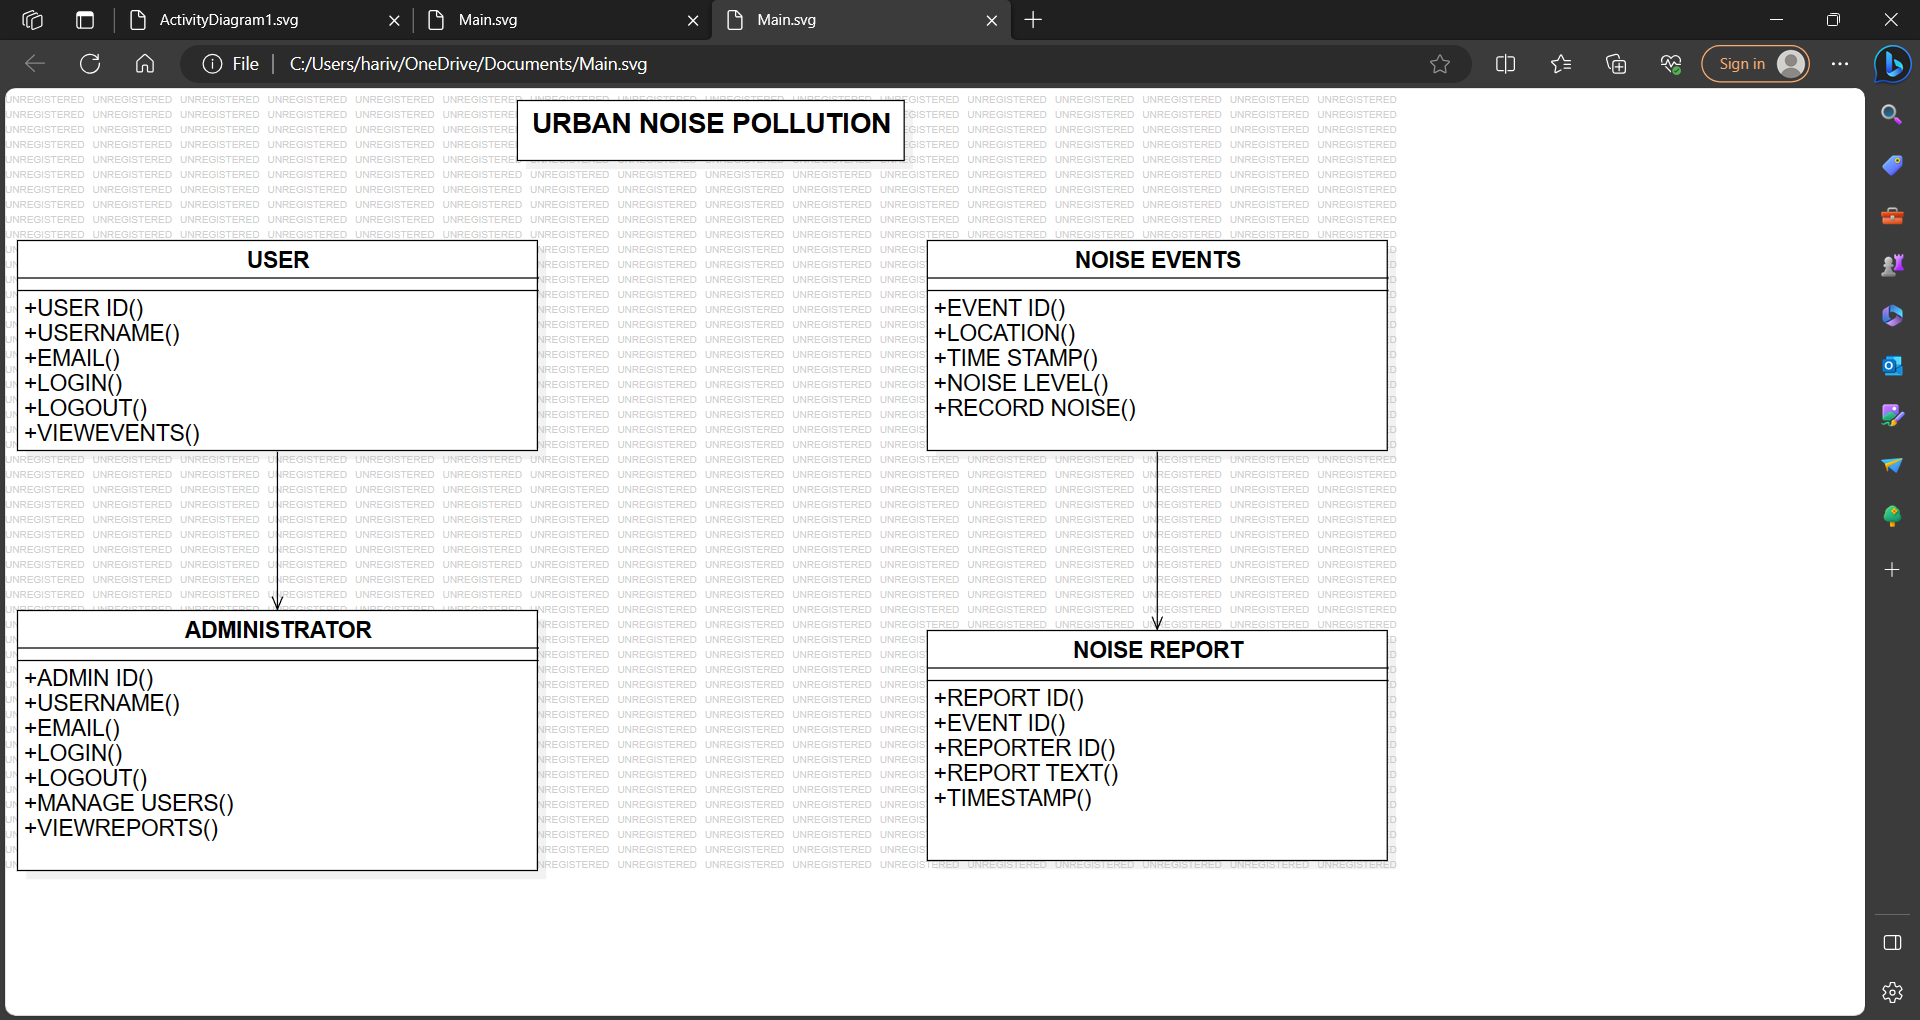 ActivityDiagram1.svg
Main.svg
Main.svg
File
C:/Users/hariv/OneDrive/Documents/Main.svg
Sign in
URBAN NOISE POLLUTION
USER
+USER ID()
+USERNAME()
+EMAIL()
+LOGIN()
+LOGOUT()
+VIEWEVENTS()
NOISE EVENTS
+EVENT ID()
+LOCATION()
+TIME STAMP()
+NOISE LEVEL()
+RECORD NOISE()
ADMINISTRATOR
+ADMIN ID()
+USERNAME()
+EMAIL()
+LOGIN()
+LOGOUT()
+MANAGE USERS()
+VIEWREPORTS()
NOISE REPORT
+REPORT ID()
+EVENT ID()
+REPORTER ID()
+REPORT TEXT()
+TIMESTAMP()
UNREGISTERED